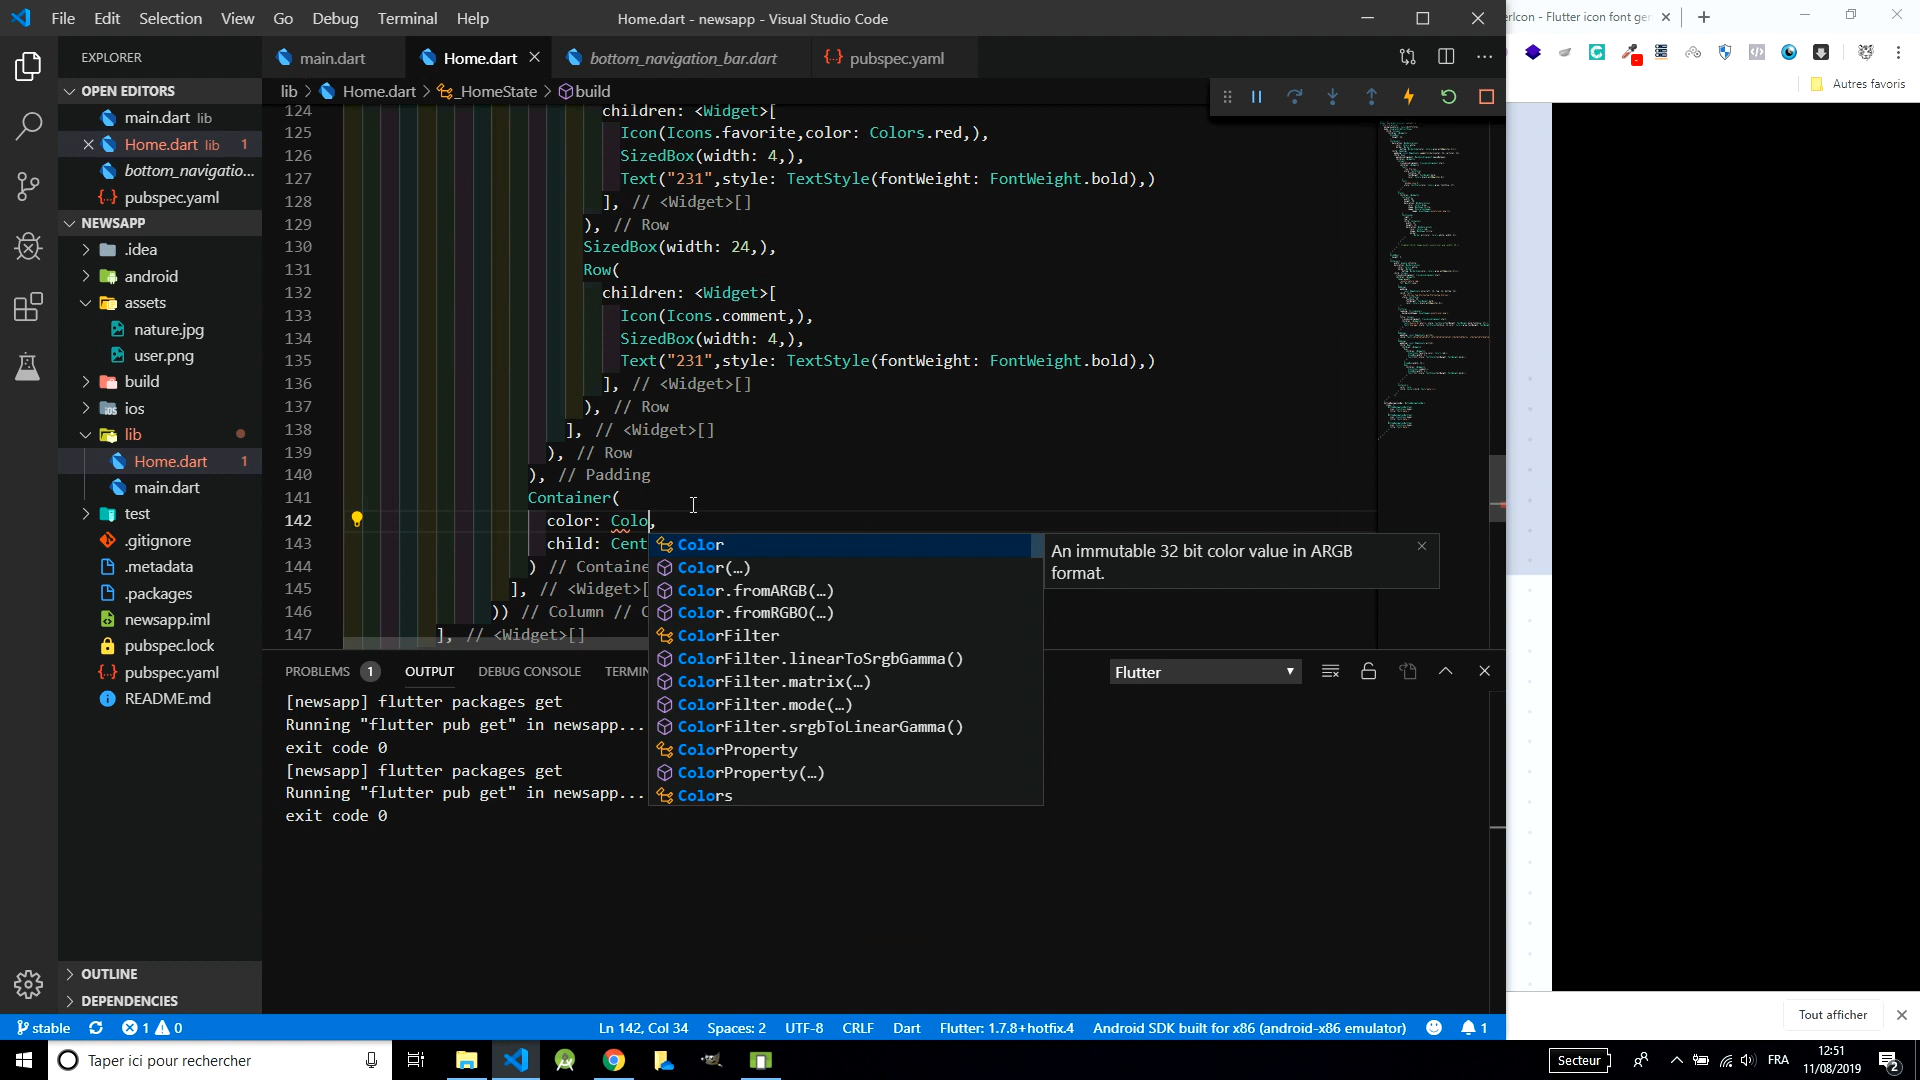 File Edit Selection View Go Debug Terminal Help
Home.dart - newsapp - Visual Studio Code
rIcon - Flutter icon font ge
EXPLORER
main.dart
Home.dart
bottom_navigation_bar.dart
pubspec.yaml
Autres favoris
OPEN EDITORS
main.dart lib
Home.dart lib 1
bottom_navigatio...
pubspec.yaml
NEWSAPP
.idea
android
assets
nature.jpg
user.png
build
ios
lib
Home.dart 1
main.dart
test
.gitignore
.metadata
.packages
newsapp.iml
pubspec.lock
pubspec.yaml
README.md
OUTLINE
DEPENDENCIES
lib > Home.dart > _HomeState > build
124 children: <Widget>[
125 Icon(Icons.favorite,color: Colors.red,),
126 SizedBox(width: 4,),
127 Text("231",style: TextStyle(fontWeight: FontWeight.bold),)
128 ], // <Widget>[]
129 ), // Row
130 SizedBox(width: 24,),
131 Row(
132 children: <Widget>[
133 Icon(Icons.comment,),
134 SizedBox(width: 4,),
135 Text("231",style: TextStyle(fontWeight: FontWeight.bold),)
136 ], // <Widget>[]
137 ), // Row
138 ], // <Widget>[]
139 ), // Row
140 ), // Padding
141 Container(
142 color: Colo,
143 child: Cent
144 ) // Containe
145 ], // <Widget>[
146 )) // Column // C
147 ], // <Widget>[]
Color
Color(…)
Color.fromARGB(…)
Color.fromRGBO(…)
ColorFilter
ColorFilter.linearToSrgbGamma()
ColorFilter.matrix(…)
ColorFilter.mode(…)
ColorFilter.srgbToLinearGamma()
ColorProperty
ColorProperty(…)
Colors
An immutable 32 bit color value in ARGB
format.
PROBLEMS 1 OUTPUT DEBUG CONSOLE TERMIN
Flutter
[newsapp] flutter packages get
Running "flutter pub get" in newsapp...
exit code 0
[newsapp] flutter packages get
Running "flutter pub get" in newsapp...
exit code 0
Tout afficher
stable 1 0 Ln 142, Col 34 Spaces: 2 UTF-8 CRLF Dart Flutter: 1.7.8+hotfix.4 Android SDK built for x86 (android-x86 emulator) 1
Taper ici pour rechercher
Secteur
FRA
12:51
11/08/2019
2